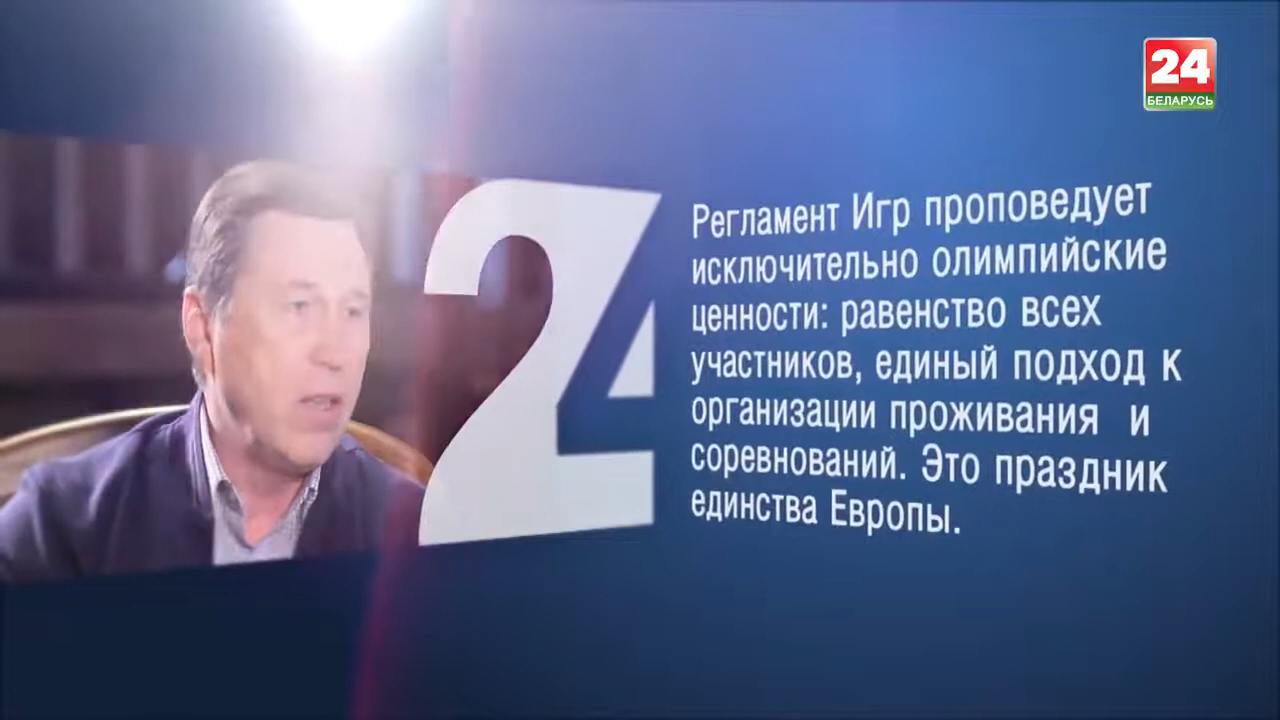 24
БЕЛАРУСЬ
24
Регламент Игр проповедует
исключительно олимпийские
ценности: равенство всех
участников, единый подход к
организации проживания и
соревнований. Это праздник
единства Европы.